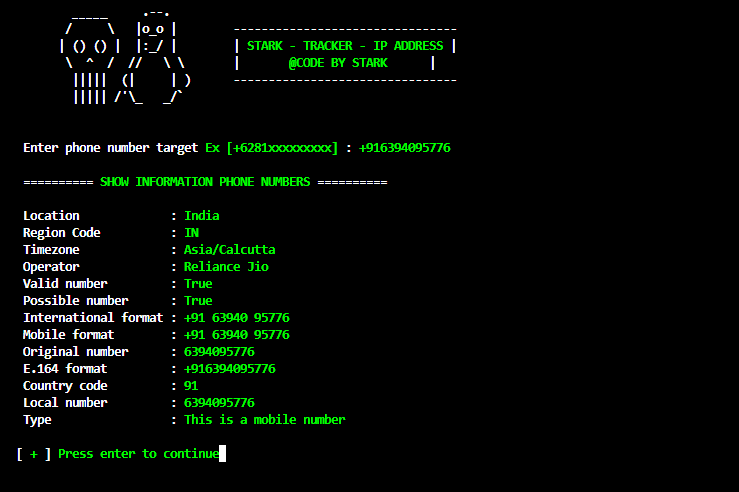 STARK - TRACKER - IP ADDRESS
@CODE BY STARK
Enter phone number target Ex [+6281xxxxxxxxx] : +916394095776
========== SHOW INFORMATION PHONE NUMBERS ==========
Location : India
Region Code : IN
Timezone : Asia/Calcutta
Operator : Reliance Jio
Valid number : True
Possible number : True
International format : +91 63940 95776
Mobile format : +91 63940 95776
Original number : 6394095776
E.164 format : +916394095776
Country code : 91
Local number : 6394095776
Type : This is a mobile number
[ + ] Press enter to continue